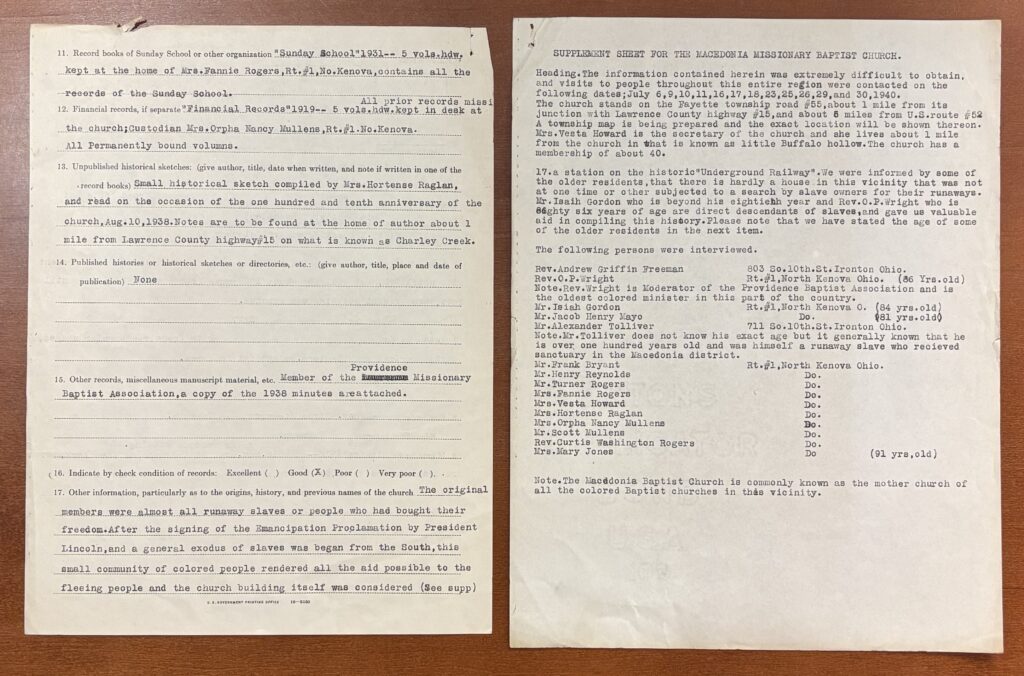 11. Record books of Sunday School or other organization "Sunday School"1931-- 5 vols.hdw.
kept at the home of Mrs.Fannie Rogers,Rt.#1,No.Kenova,contains all the
records of the Sunday School.
All prior records missi
12. Financial records, if separate "Financial Records"1919-- 5 vols.hdw.kept in desk at
the church;Custodian Mrs.Orpha Nancy Mullens,Rt.#1.No.Kenova.
All Permanently bound volumes.
13. Unpublished historical sketches: (give author, title, date when written, and note if written in one of the
record books) Small historical sketch compiled by Mrs.Hortense Raglan,
and read on the occasion of the one hundred and tenth anniversary of the
church,Aug.10,1938.Notes are to be found at the home of author about 1
mile from Lawrence County highway#15 on what is known as Charley Creek.
14. Published histories or historical sketches or directories, etc.: (give author, title, place and date of
publication) None
Providence
15. Other records, miscellaneous manuscript material, etc. Member of the Missionary
Baptist Association,a copy of the 1938 minutes areattached.
16. Indicate by check condition of records: Excellent ( ) Good (X) Poor ( ) Very poor ( ).
17. Other information, particularly as to the origins, history, and previous names of the church The original
members were almost all runaway slaves or people who had bought their
freedom.After the signing of the Emancipation Proclamation by President
Lincoln,and a general exodus of slaves was began from the South,this
small community of colored people rendered all the aid possible to the
fleeing people and the church building itself was considered (See supp)
U. S. GOVERNMENT PRINTING OFFICE
SUPPLEMENT SHEET FOR THE MACEDONIA MISSIONARY BAPTIST CHURCH.
Heading.The information contained herein was extremely difficult to obtain,
and visits to people throughout this entire region were contacted on the
following dates;July 6,9,10,11,16,17,18,23,25,26,29,and 30,1940.
The church stands on the Fayette township road #55,about 1 mile from its
junction with Lawrence County highway #15,and about 8 miles from U.S.route #52
A township map is being prepared and the exact location will be shown thereon.
Mrs.Vesta Howard is the secretary of the church and she lives about 1 mile
from the church in what is known as little Buffalo hollow.The church has a
membership of about 40.
17.a station on the historic"Underground Railway".We were informed by some of
the older residents,that there is hardly a house in this vicinity that was not
at one time or other subjected to a search by slave owners for their runaways.
Mr.Isaih Gordon who is beyond his eightieth year and Rev.O.P.Wright who is
eighty six years of age are direct descendants of slaves,and gave us valuable
aid in compiling this history.Please note that we have stated the age of some
of the older residents in the next item.
The following persons were interviewed.
Rev.Andrew Griffin Freeman 803 So.10th.St.Ironton Ohio.
Rev.O.P.Wright Rt.#1,North Kenova Ohio. (86 Yrs.old)
Note.Rev.Wright is Moderator of the Providence Baptist Association and is
the oldest colored minister in this part of the country.
Mr.Isiah Gordon Rt.#1,North Kenova O. (84 yrs.old)
Mr.Jacob Henry Mayo Do. (81 yrs.old)
Mr.Alexander Tolliver 711 So.10th.St.Ironton Ohio.
Note.Mr.Tolliver does not know his exact age but it generally known that he
is over one hundred years old and was himself a runaway slave who recieved
sanctuary in the Macedonia district.
Mr.Frank Bryant Rt.#1,North Kenova Ohio.
Mr.Henry Reynolds Do.
Mr.Turner Rogers Do.
Mrs.Fannie Rogers Do.
Mrs.Vesta Howard Do.
Mrs.Hortense Raglan Do.
Mrs.Orpha Nancy Mullens Do.
Mr.Scott Mullens Do.
Rev.Curtis Washington Rogers Do.
Mrs.Mary Jones Do (91 yrs,old)
Note.The Macedonia Baptist Church is commonly known as the mother church of
all the colored Baptist churches in this vicinity.